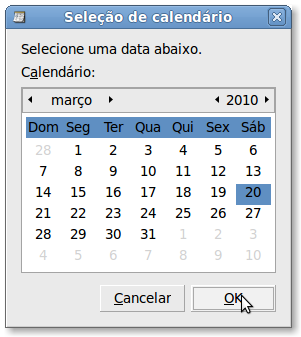 Seleção de calendário
Selecione uma data abaixo.
Calendário:
março 2010
Dom Seg Ter Qua Qui Sex Sáb
28 1 2 3 4 5 6
7 8 9 10 11 12 13
14 15 16 17 18 19 20
21 22 23 24 25 26 27
28 29 30 31 1 2 3
4 5 6 7 8 9 10
Cancelar OK